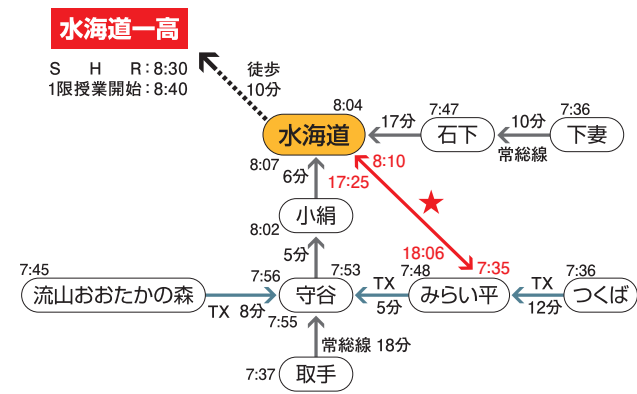 水海道一高
SHR:8:30
1限授業開始:8:40
徒歩
10分
8:04
水海道
17分
7:47
石下
10分
常総線
7:36
下妻
8:07
6分
17:25
8:10
★
小絹
8:02
5分
18:06
7:35
7:45
流山おおたかの森
TX 8分
7:56
7:53
守谷
7:55
TX
5分
7:48
みらい平
TX
12分
7:36
つくば
常総線 18分
7:37
取手